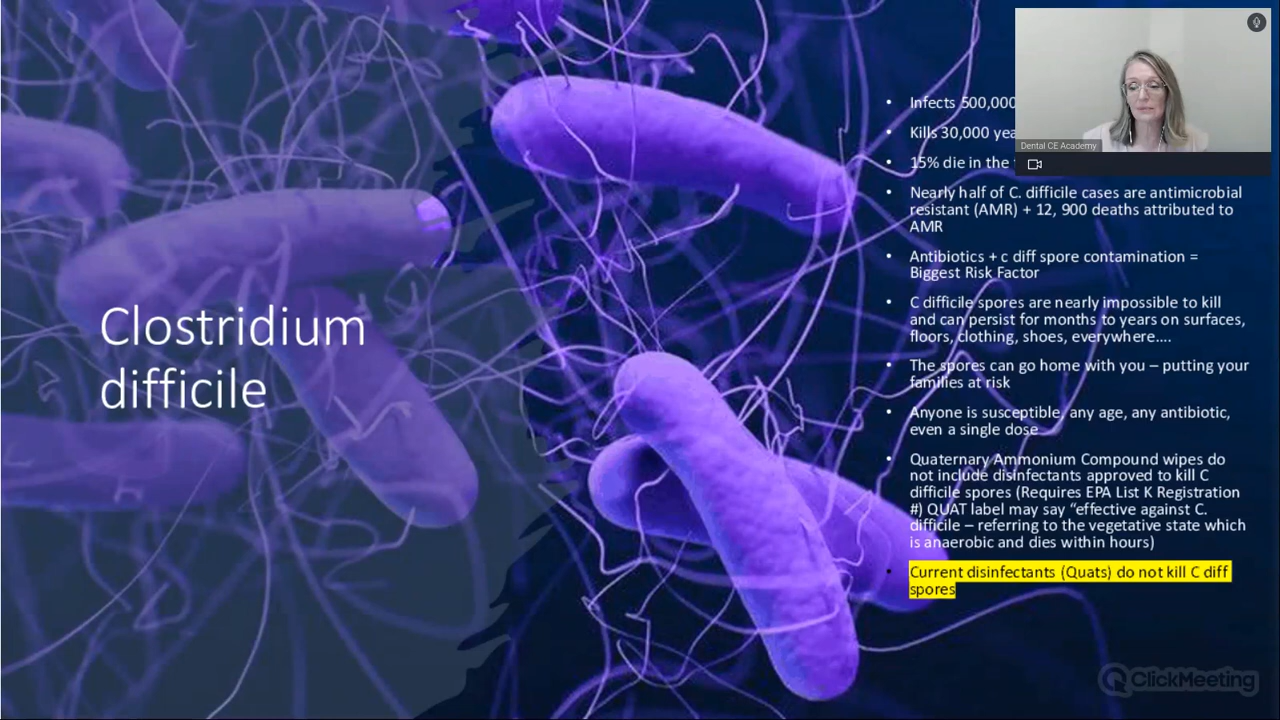 Clostridium
difficile
• Infects 500,000
• Kills 30,000 yea
• 15% die in the
• Nearly half of C. difficile cases are antimicrobial
resistant (AMR) + 12, 900 deaths attributed to
AMR
• Antibiotics + c diff spore contamination =
Biggest Risk Factor
• C difficile spores are nearly impossible to kill
and can persist for months to years on surfaces,
floors, clothing, shoes, everywhere....
• The spores can go home with you – putting your
families at risk
• Anyone is susceptible, any age, any antibiotic,
even a single dose
• Quaternary Ammonium Compound wipes do
not include disinfectants approved to kill C
difficile spores (Requires EPA List K Registration
#) QUAT label may say “effective against C.
difficile – referring to the vegetative state which
is anaerobic and dies within hours)
• Current disinfectants (Quats) do not kill C diff
spores
Dental CE Academy
ClickMeeting